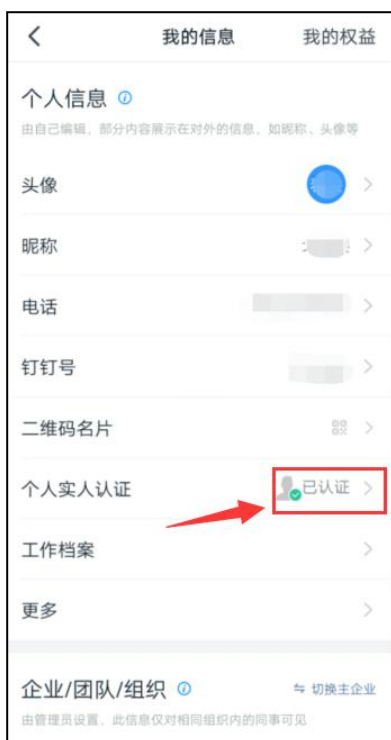 我的信息 我的权益
个人信息
由自己编辑，部分内容展示在对外的信息，如昵称、头像等
头像
昵称
电话
钉钉号
二维码名片
个人实人认证 已认证
工作档案
更多
企业/团队/组织 切换主企业
由管理员设置，此信息仅对相同组织内的同事可见